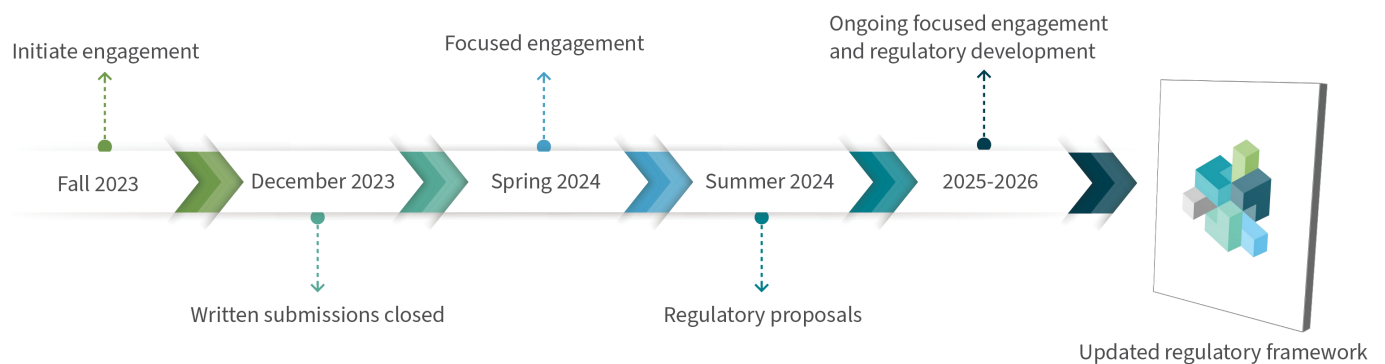 Initiate engagement
Focused engagement
Ongoing focused engagement
and regulatory development
Fall 2023
December 2023
Spring 2024
Summer 2024
2025-2026
Written submissions closed
Regulatory proposals
Updated regulatory framework